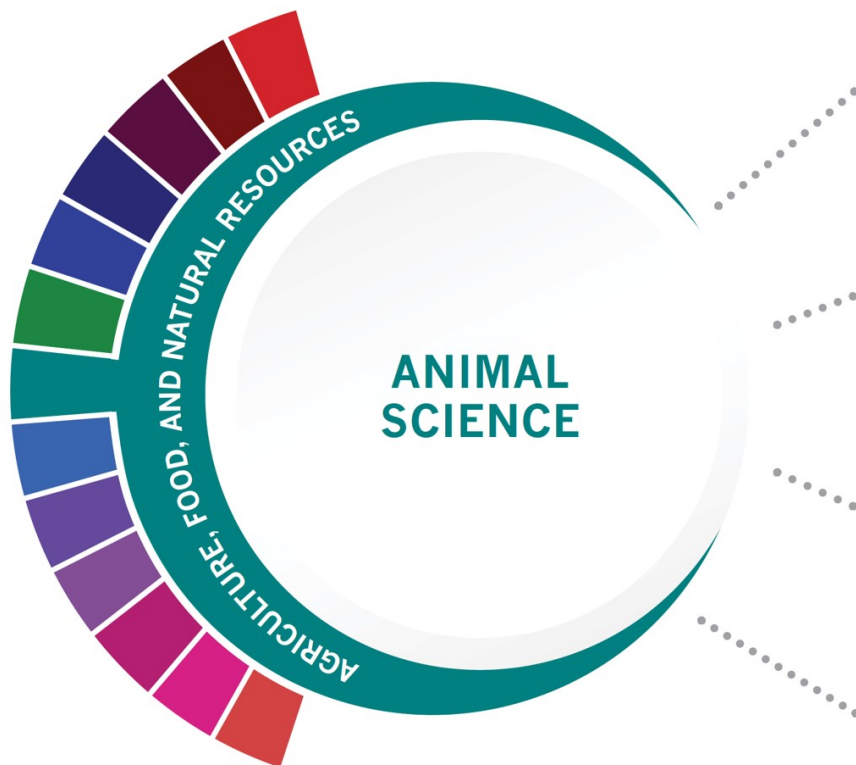 AGRICULTURE, FOOD, AND NATURAL RESOURCES
ANIMAL
SCIENCE